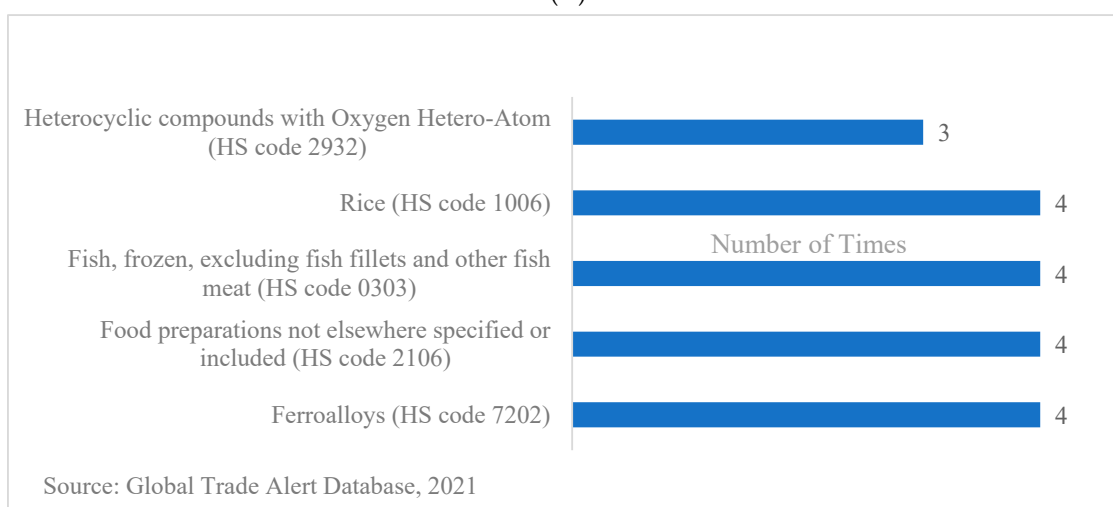 Heterocyclic compounds with Oxygen Hetero-Atom
(HS code 2932)
3
Rice (HS code 1006)
4
Number of Times
Fish, frozen, excluding fish fillets and other fish
meat (HS code 0303)
4
Food preparations not elsewhere specified or
included (HS code 2106)
4
Ferroalloys (HS code 7202)
4
Source: Global Trade Alert Database, 2021